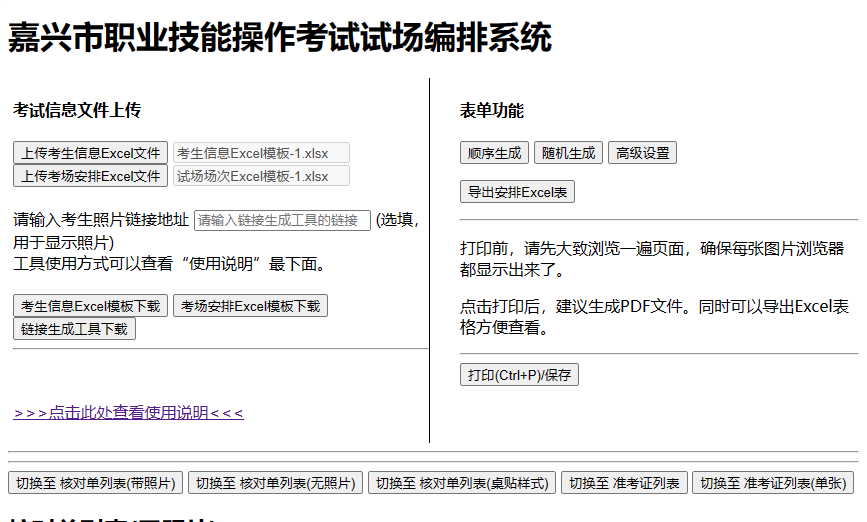 嘉兴市职业技能操作考试试场编排系统
考试信息文件上传
上传考生信息Excel文件 考生信息Excel模板-1.xlsx
上传考场安排Excel文件 试场场次Excel模板-1.xlsx
请输入考生照片链接地址 请输入链接生成工具的链接 (选填,
用于显示照片)
工具使用方式可以查看“使用说明”最下面。
考生信息Excel模板下载 考场安排Excel模板下载
链接生成工具下载
>>>点击此处查看使用说明<<<
表单功能
顺序生成 随机生成 高级设置
导出安排Excel表
打印前，请先大致浏览一遍页面，确保每张图片浏览器
都显示出来了。
点击打印后，建议生成PDF文件。同时可以导出Excel表
格方便查看。
打印(Ctrl+P)/保存
切换至 核对单列表(带照片) 切换至 核对单列表(无照片) 切换至 核对单列表(桌贴样式) 切换至 准考证列表 切换至 准考证列表(单张)